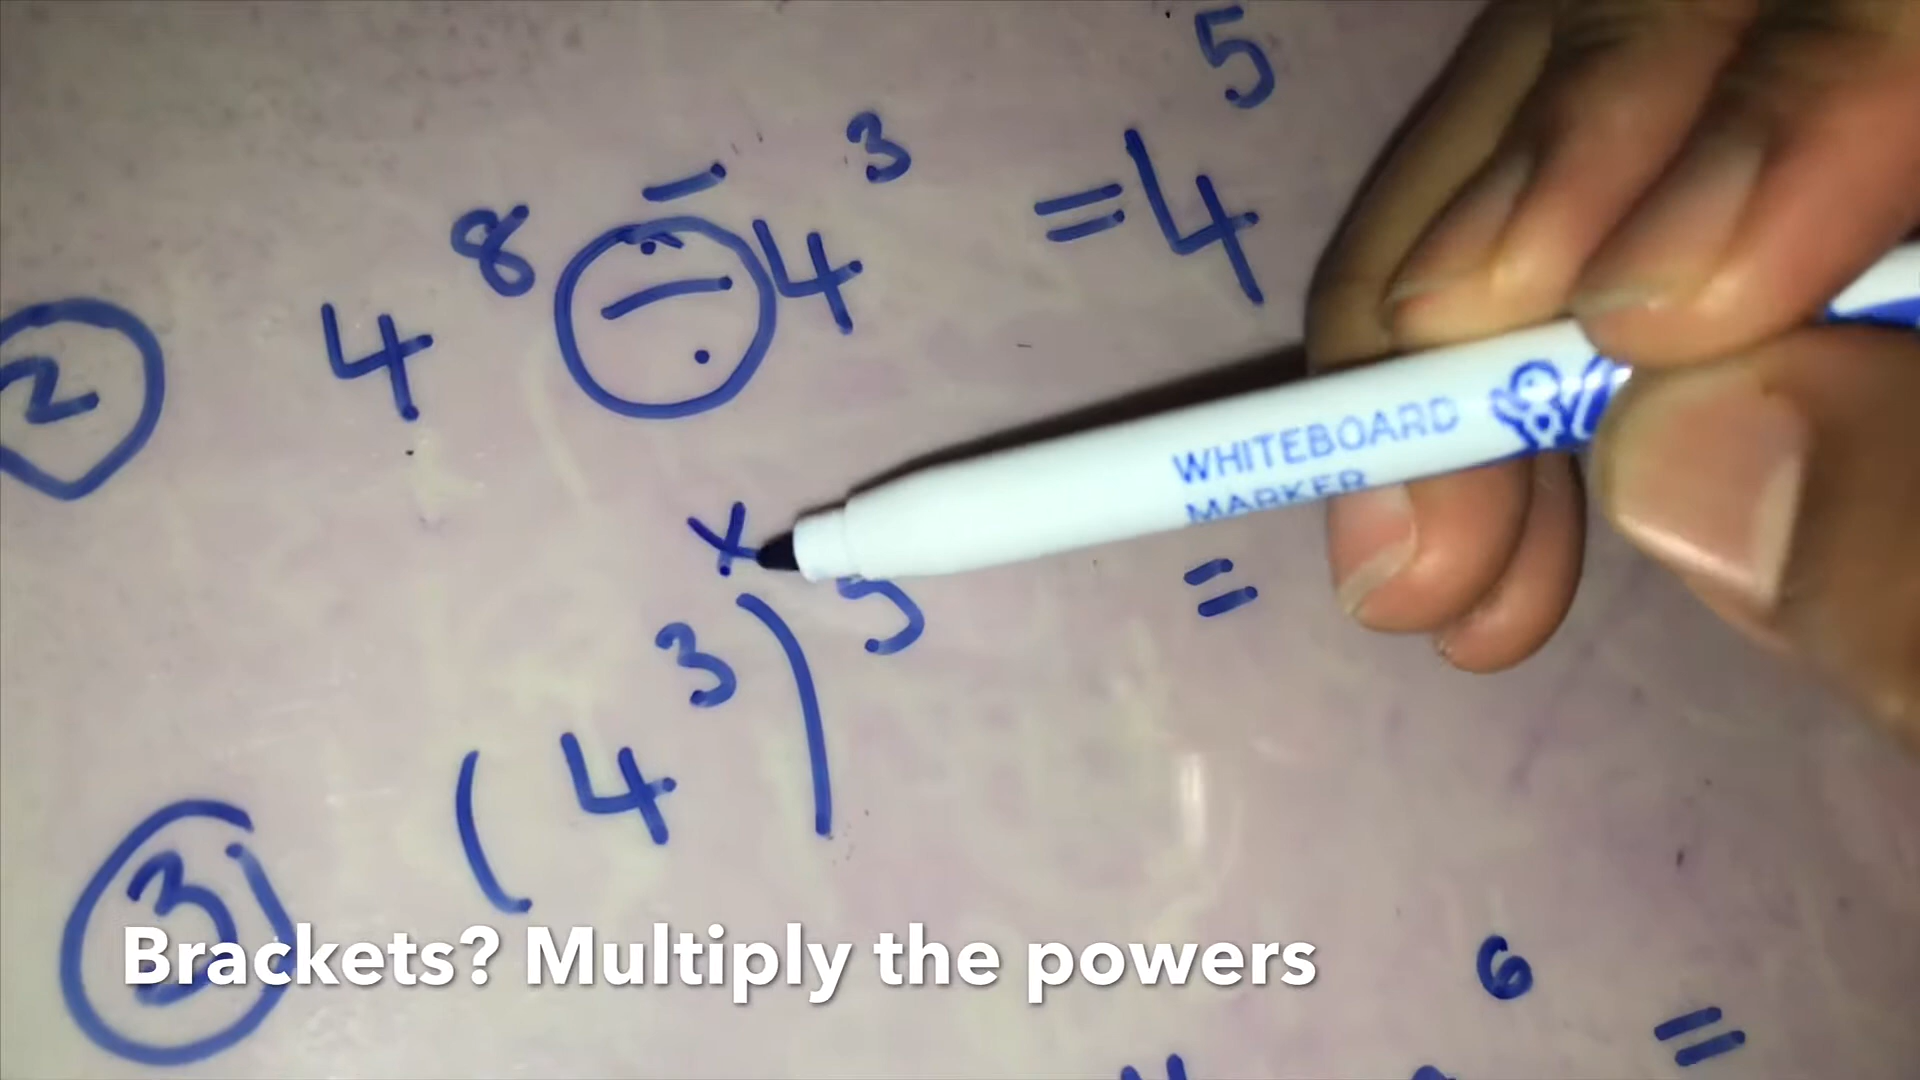 ② 4⁸ ÷ 4³ = 4⁵
−
WHITEBOARD
MARKER
×
③ (4³)⁵ =
Brackets? Multiply the powers
6 =